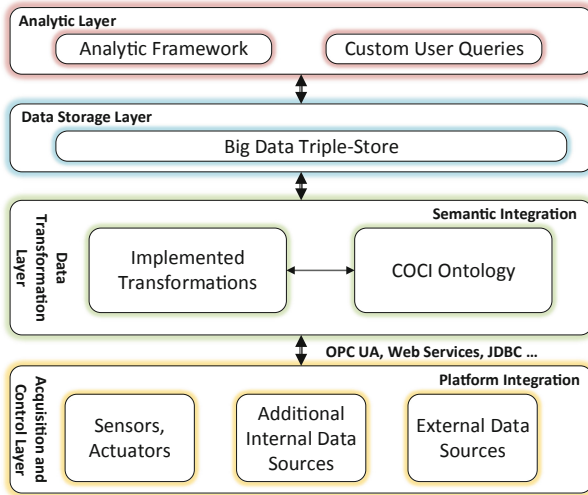 Analytic Layer
Analytic Framework
Custom User Queries
Data Storage Layer
Big Data Triple-Store
Data
Transformation
Layer
Semantic Integration
Implemented
Transformations
COCI Ontology
OPC UA, Web Services, JDBC ...
Acquisition and
Control Layer
Platform Integration
Sensors,
Actuators
Additional
Internal Data
Sources
External Data
Sources